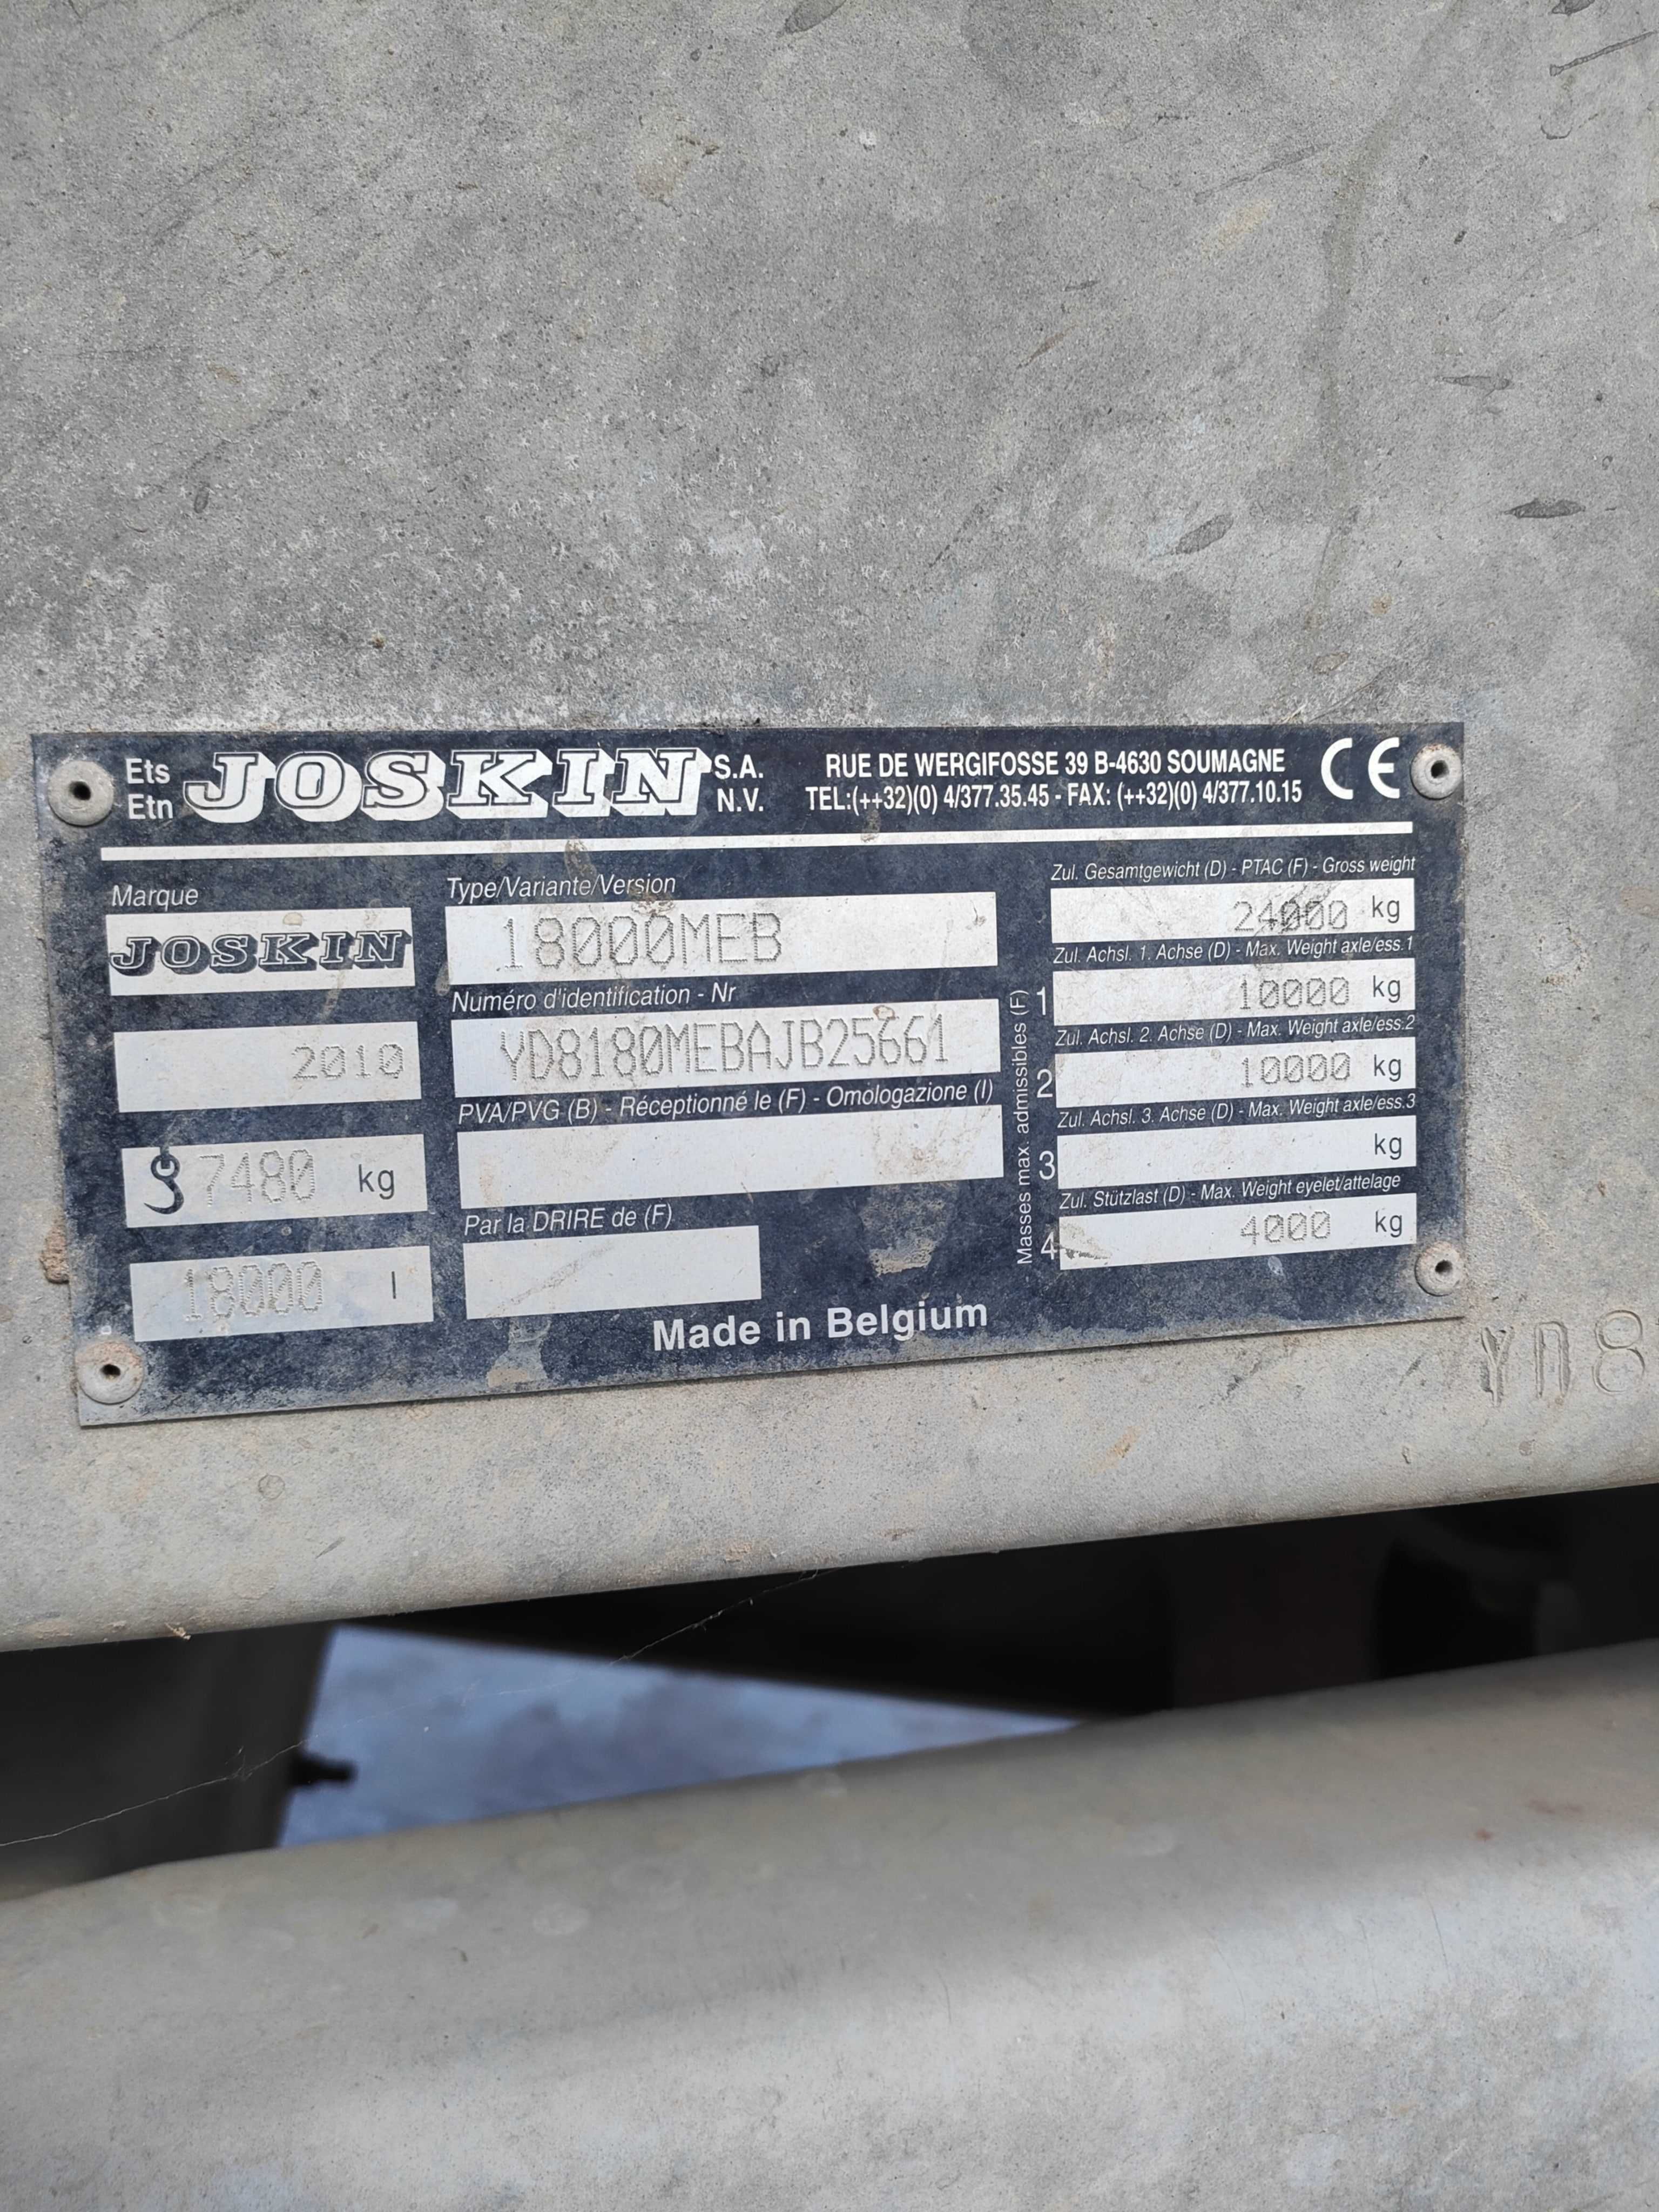 Ets JOSKIN S.A.
Etn N.V.
RUE DE WERGIFOSSE 39 B-4630 SOUMAGNE
TEL:(++32)(0) 4/377.35.45 - FAX: (++32)(0) 4/377.10.15
CE
Marque
JOSKIN
2010
7480 kg
18000 l
Type/Variante/Version
18000MEB
Numéro d'identification - Nr
YD8180MEBAJB25661
PVA/PVG (B) - Réceptionné le (F) - Omologazione (I)
Par la DRIRE de (F)
Made in Belgium
Masses max. admissibles (F)
Zul. Gesamtgewicht (D) - PTAC (F) - Gross weight
24000 kg
Zul. Achsl. 1. Achse (D) - Max. Weight axle/ess.1
1 10000 kg
Zul. Achsl. 2. Achse (D) - Max. Weight axle/ess.2
2 10000 kg
Zul. Achsl. 3. Achse (D) - Max. Weight axle/ess.3
3 kg
Zul. Stützlast (D) - Max. Weight eyelet/attelage
4 4000 kg
YD8